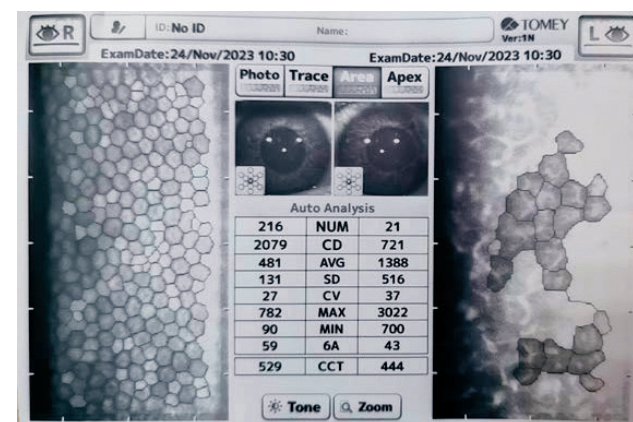 R
ID:No ID
Name:
TOMEY
Ver:1N
L
ExamDate:24/Nov/2023 10:30
ExamDate:24/Nov/2023 10:30
Photo Trace Area Apex
Auto Analysis
216 NUM 21
2079 CD 721
481 AVG 1388
131 SD 516
27 CV 37
782 MAX 3022
90 MIN 700
59 6A 43
529 CCT 444
Tone Zoom